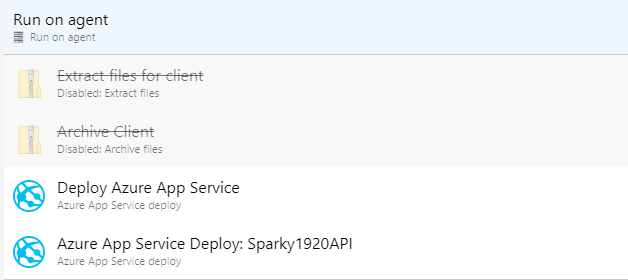 Run on agent
Run on agent
Extract files for client
Disabled: Extract files
Archive Client
Disabled: Archive files
Deploy Azure App Service
Azure App Service deploy
Azure App Service Deploy: Sparky1920API
Azure App Service deploy